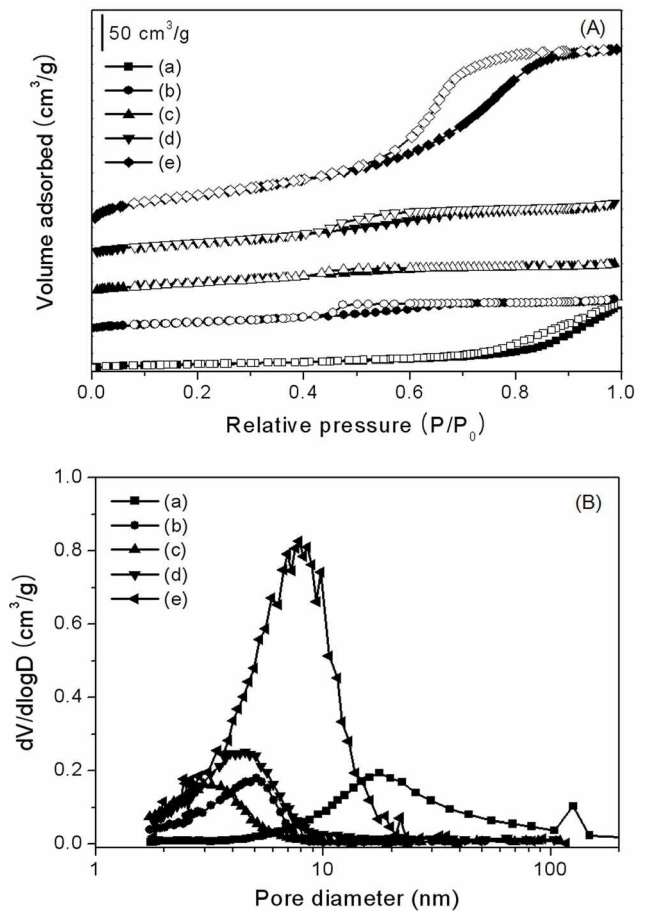 50 cm³/g
(A)
(a)
(b)
(c)
(d)
(e)
Volume adsorbed (cm³/g)
0.0 0.2 0.4 0.6 0.8 1.0
Relative pressure (P/P₀)
1.0
0.8
0.6
0.4
0.2
0.0
(B)
(a)
(b)
(c)
(d)
(e)
dV/dlogD (cm³/g)
1 10 100
Pore diameter (nm)